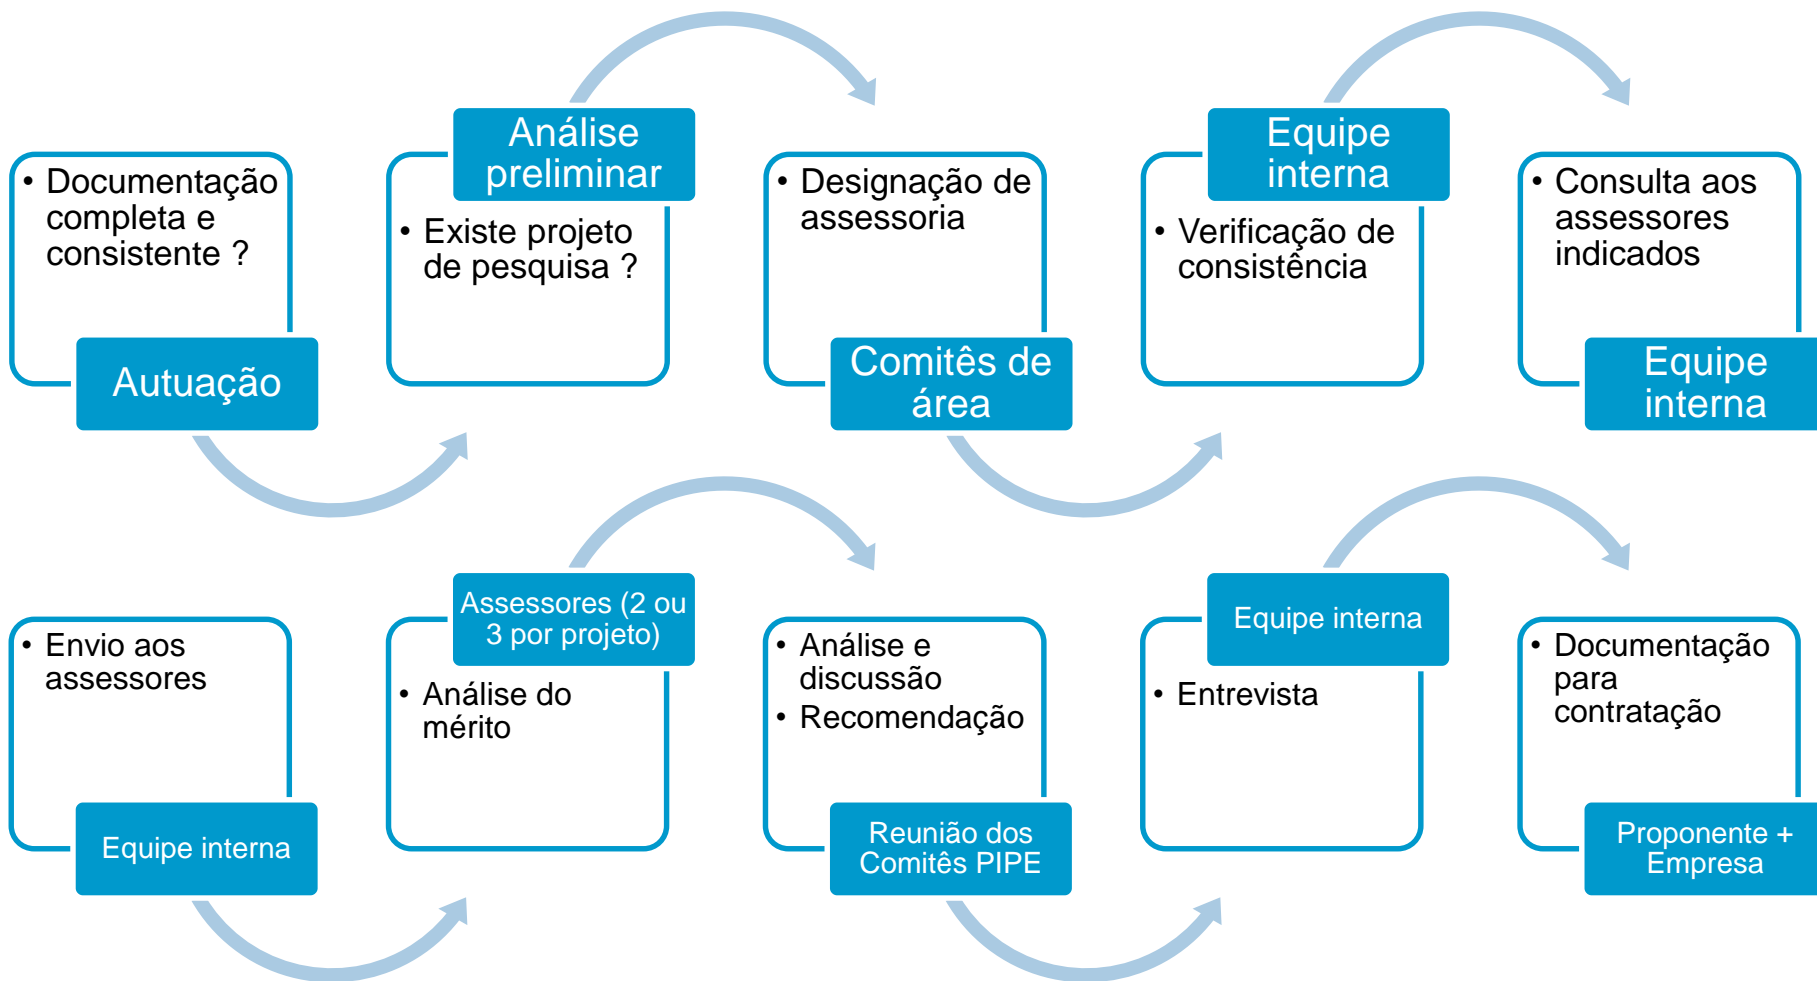 • Documentação
completa e
consistente ?
Autuação
Análise
preliminar
• Existe projeto
de pesquisa ?
• Designação de
assessoria
Comitês de
área
Equipe
interna
• Verificação de
consistência
• Consulta aos
assessores
indicados
Equipe
interna
• Envio aos
assessores
Equipe interna
Assessores (2 ou
3 por projeto)
• Análise do
mérito
• Análise e
discussão
• Recomendação
Reunião dos
Comitês PIPE
Equipe interna
• Entrevista
• Documentação
para
contratação
Proponente +
Empresa